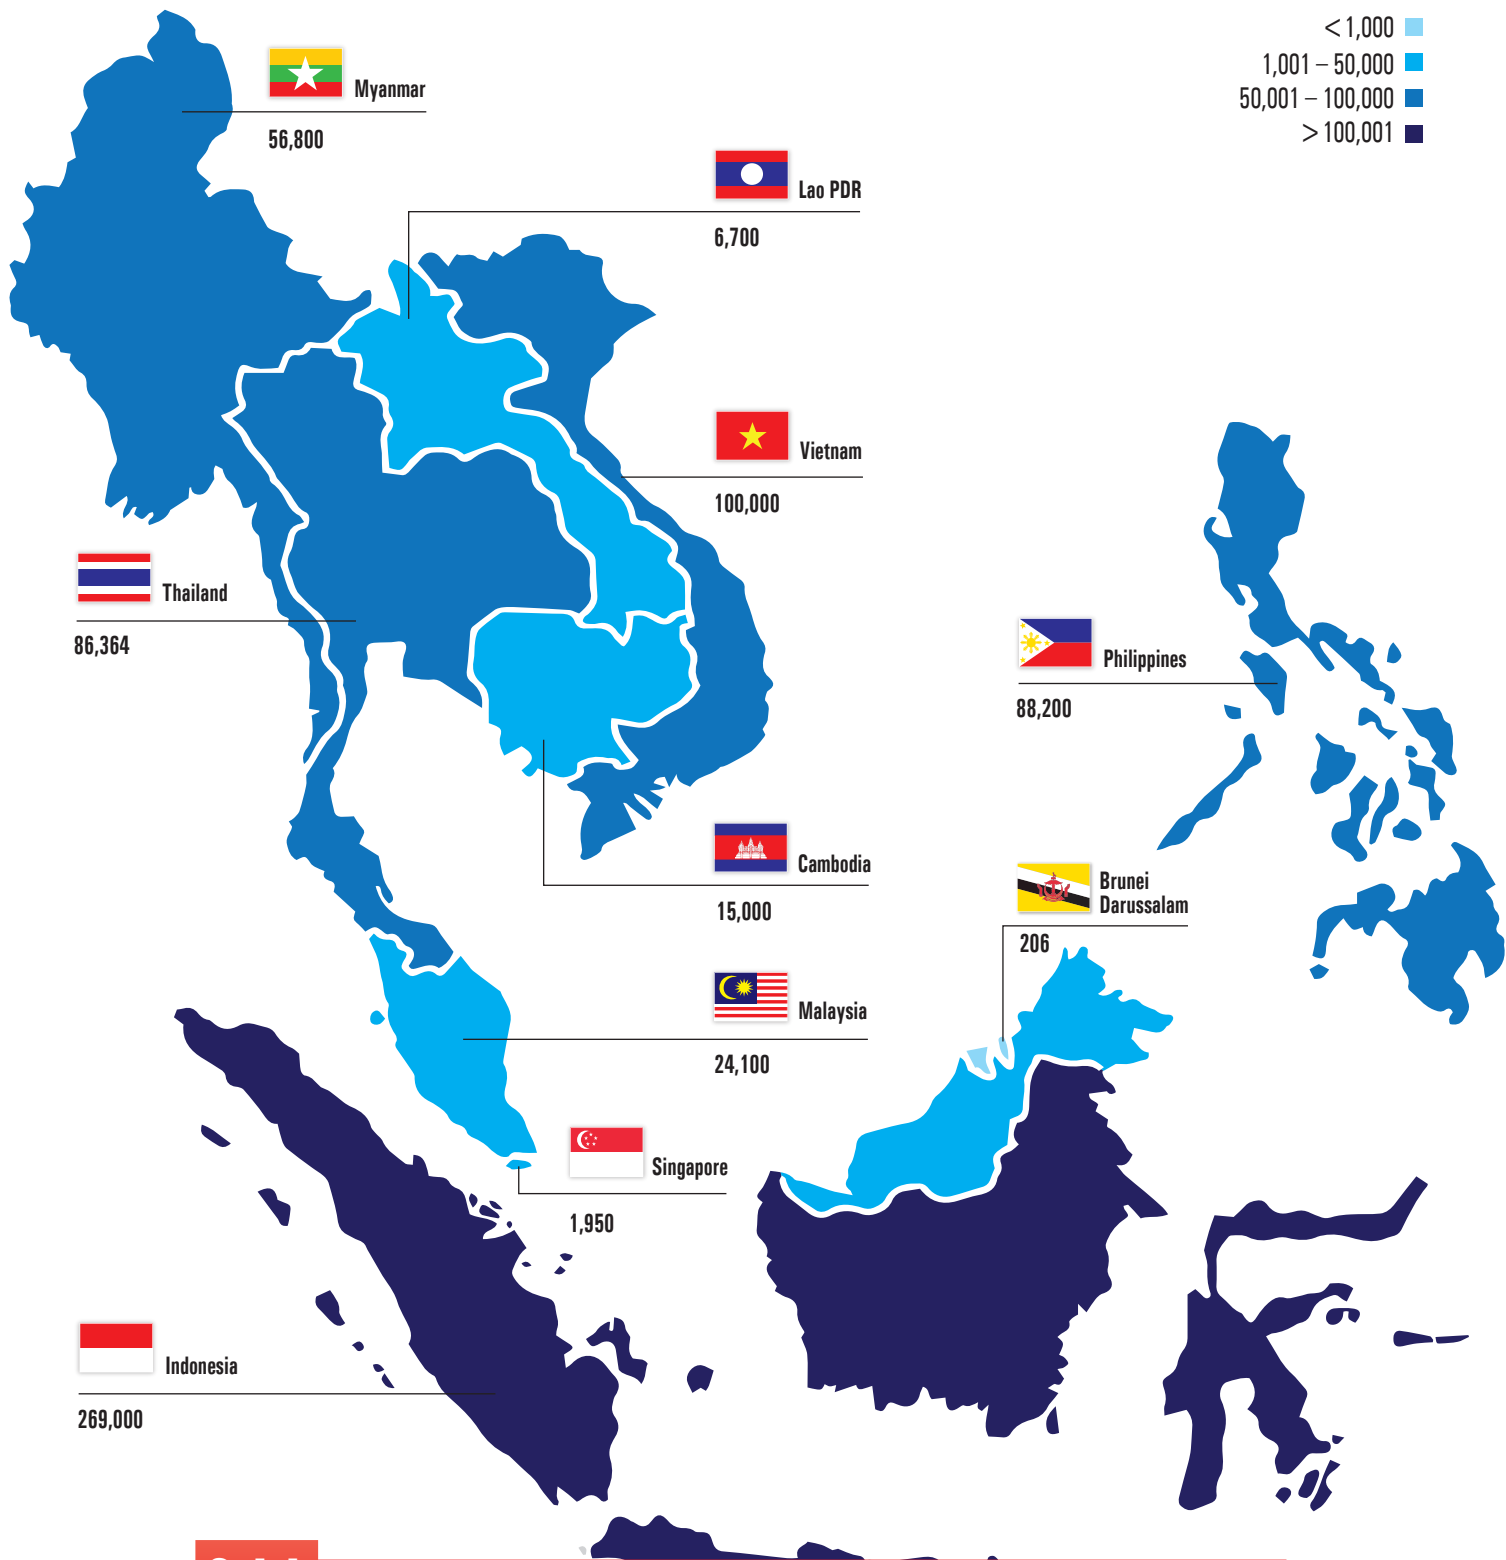 < 1,000
1,001 – 50,000
50,001 – 100,000
> 100,001
Myanmar
56,800
Lao PDR
6,700
Vietnam
100,000
Thailand
86,364
Philippines
88,200
Cambodia
15,000
Brunei
Darussalam
206
Malaysia
24,100
Singapore
1,950
Indonesia
269,000